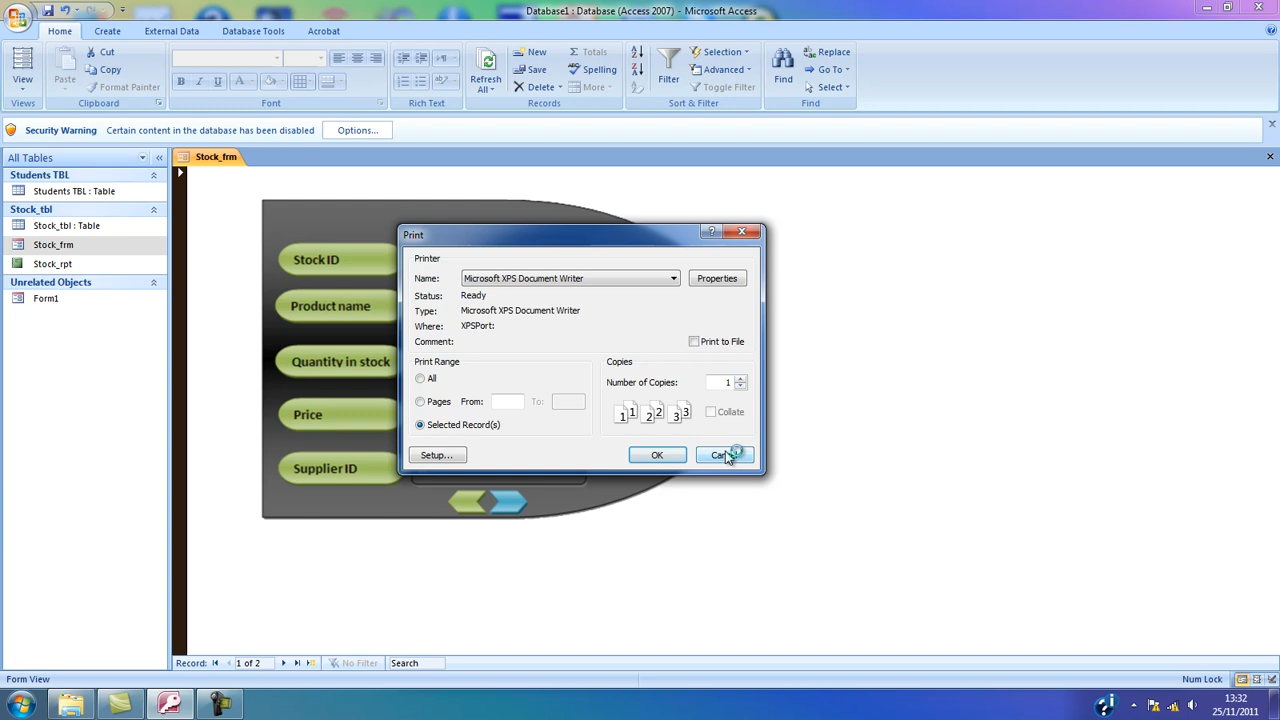 Database1 : Database (Access 2007) - Microsoft Access
Home Create External Data Database Tools Acrobat
View
Views
Paste
Cut
Copy
Format Painter
Clipboard
B I U A
Font
Rich Text
Refresh
All
New
Save
Delete
Totals
Spelling
More
Records
Filter
Selection
Advanced
Toggle Filter
Sort & Filter
Find
Replace
Go To
Select
Find
Security Warning Certain content in the database has been disabled Options...
All Tables
Students TBL
Students TBL : Table
Stock_tbl
Stock_tbl : Table
Stock_frm
Stock_rpt
Unrelated Objects
Form1
Stock_frm
Stock ID
Product name
Quantity in stock
Price
Supplier ID
Print
Printer
Name: Microsoft XPS Document Writer Properties
Status: Ready
Type: Microsoft XPS Document Writer
Where: XPSPort:
Comment: Print to File
Print Range
All
Pages From: To:
Selected Record(s)
Copies
Number of Copies: 1
1 1 2 2 3 3 Collate
Setup... OK
Record: 1 of 2 No Filter Search
Form View Num Lock
13:32
25/11/2011